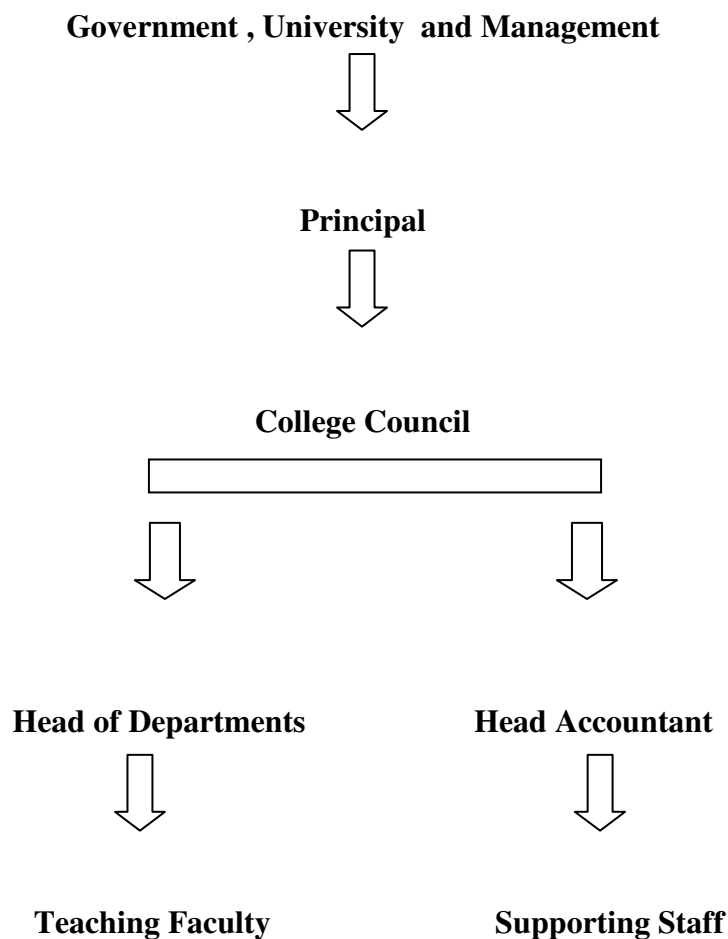 Government , University and Management
Principal
College Council
Head of Departments
Head Accountant
Teaching Faculty
Supporting Staff